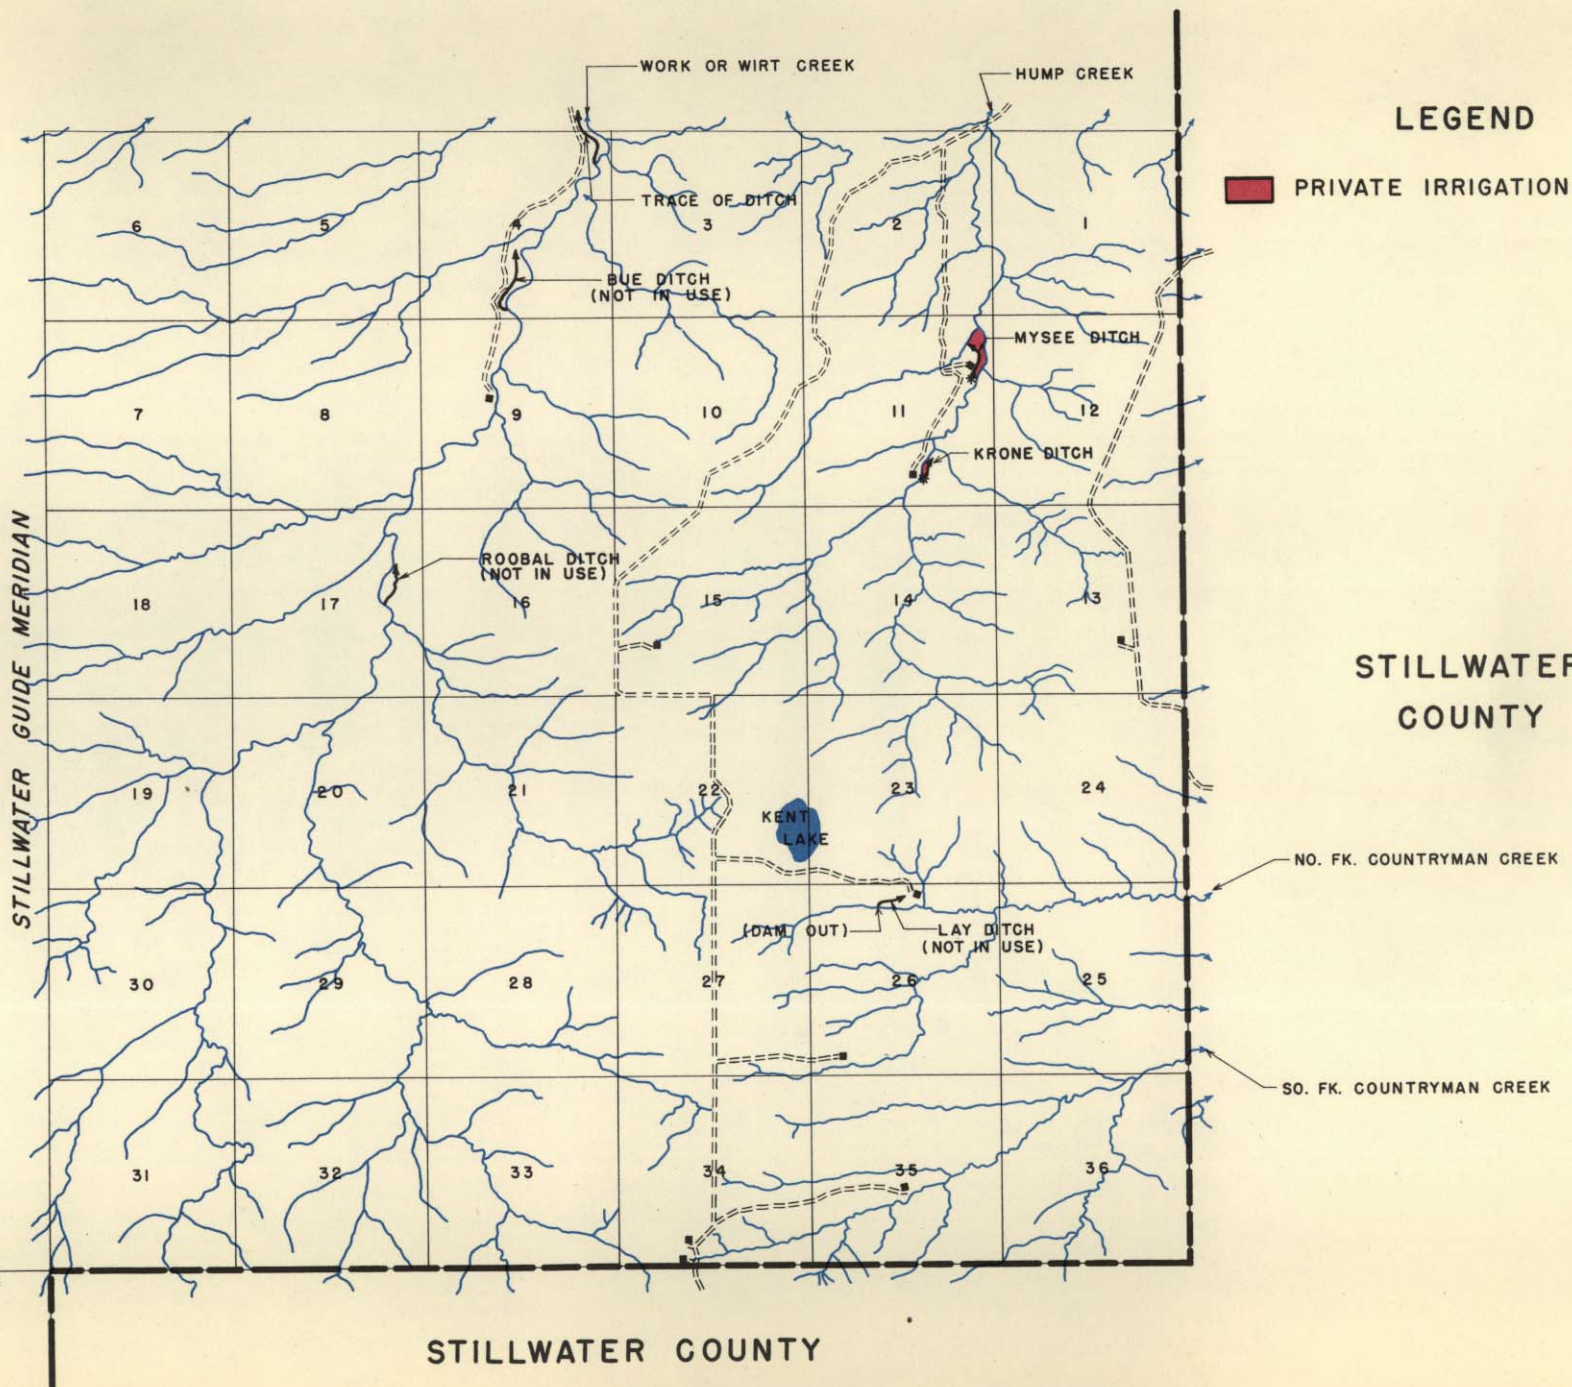 WORK OR WIRT CREEK
HUMP CREEK
LEGEND
PRIVATE IRRIGATION
TRACE OF DITCH
6
5
4
3
2
1
BUE DITCH
(NOT IN USE)
MYSEE DITCH
7
8
9
10
11
12
KRONE DITCH
STILLWATER GUIDE MERIDIAN
ROOBAL DITCH
(NOT IN USE)
18
17
16
15
14
13
STILLWATER
COUNTY
19
20
21
22
23
24
KENT
LAKE
NO. FK. COUNTRYMAN CREEK
(DAM OUT)
LAY DITCH
(NOT IN USE)
30
29
28
27
26
25
SO. FK. COUNTRYMAN CREEK
31
32
33
34
35
36
STILLWATER COUNTY